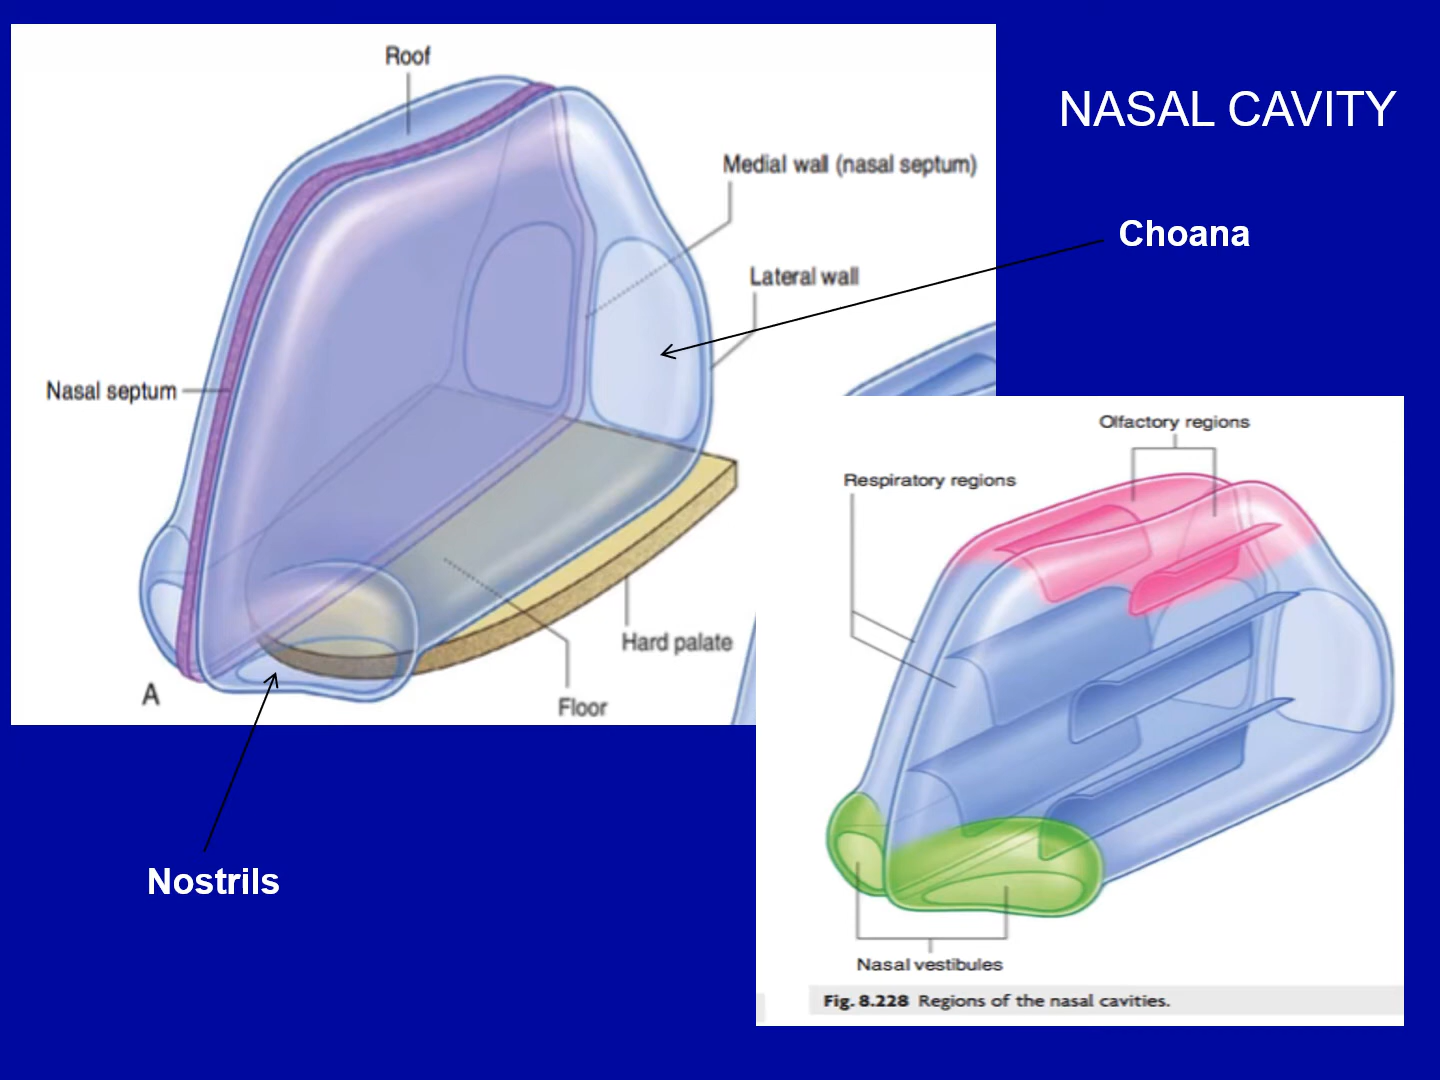 NASAL CAVITY
Roof
Medial wall (nasal septum)
Choana
Lateral wall
Nasal septum
Hard palate
Floor
A
Nostrils
Olfactory regions
Respiratory regions
Nasal vestibules
Fig. 8.228 Regions of the nasal cavities.